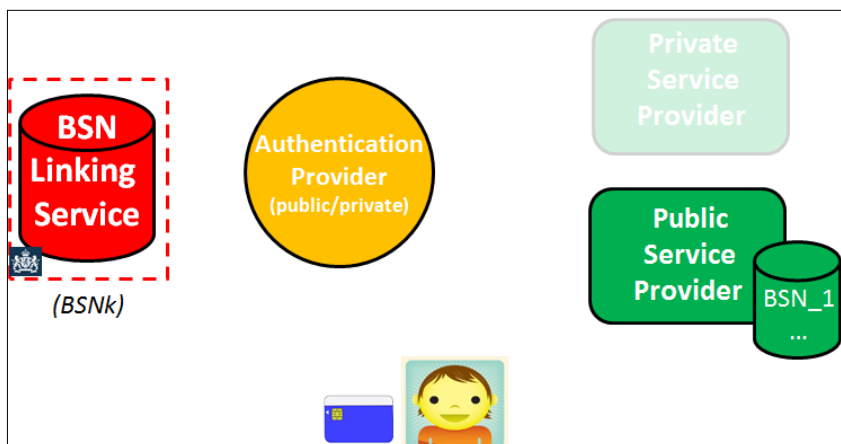 BSN
Linking
Service
(BSNk)
Authentication
Provider
(public/private)
Private
Service
Provider
Public
Service
Provider
BSN_1
...